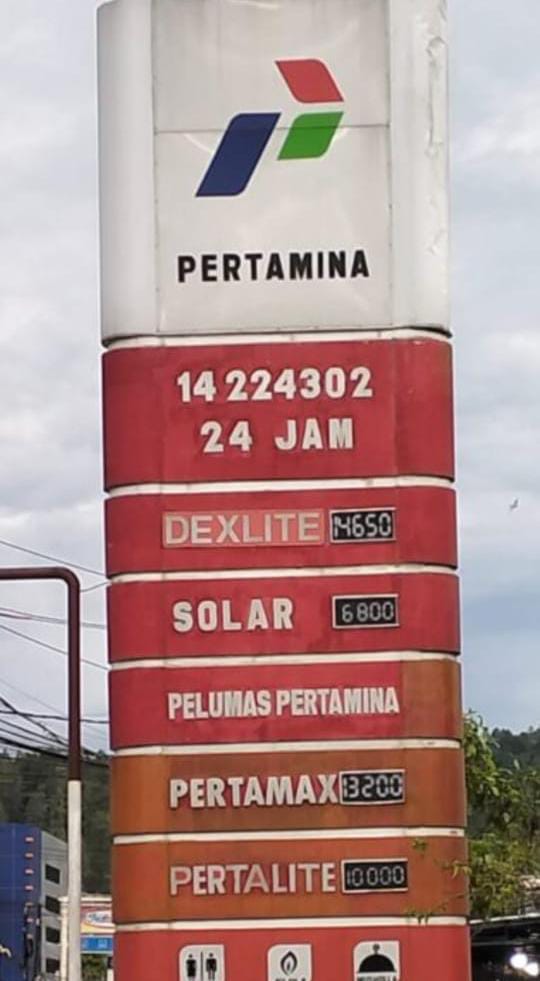 PERTAMINA
14 224302
24 JAM
DEXLITE 14650
SOLAR 6800
PELUMAS PERTAMINA
PERTAMAX 13200
PERTALITE 10000